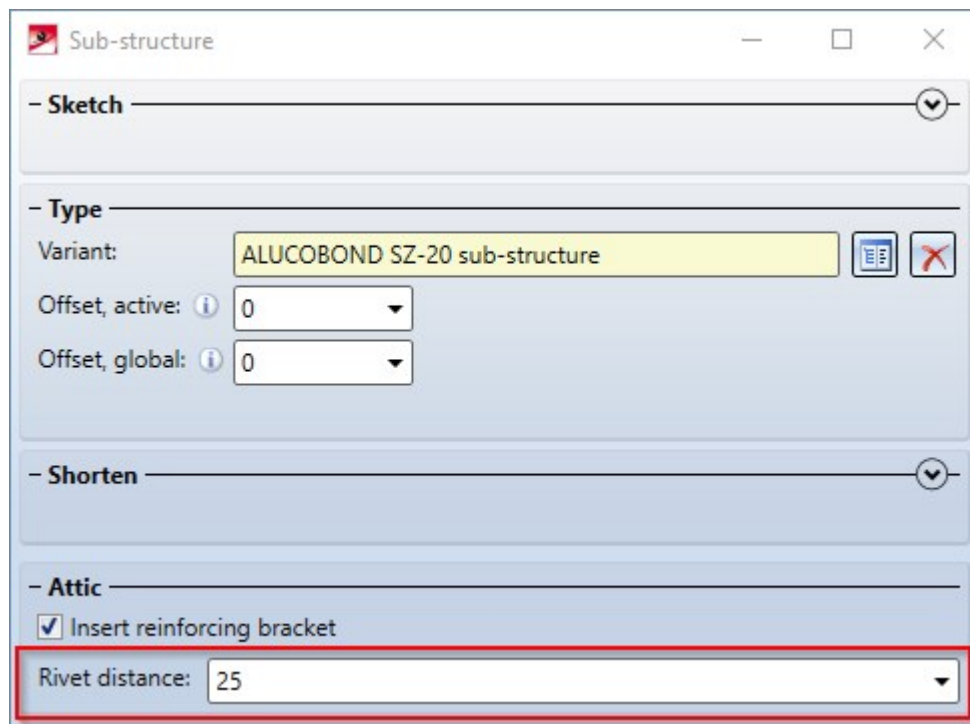 Sub-structure
Sketch
Type
Variant: ALUCOBOND SZ-20 sub-structure
Offset, active: 0
Offset, global: 0
Shorten
Attic
Insert reinforcing bracket
Rivet distance: 25